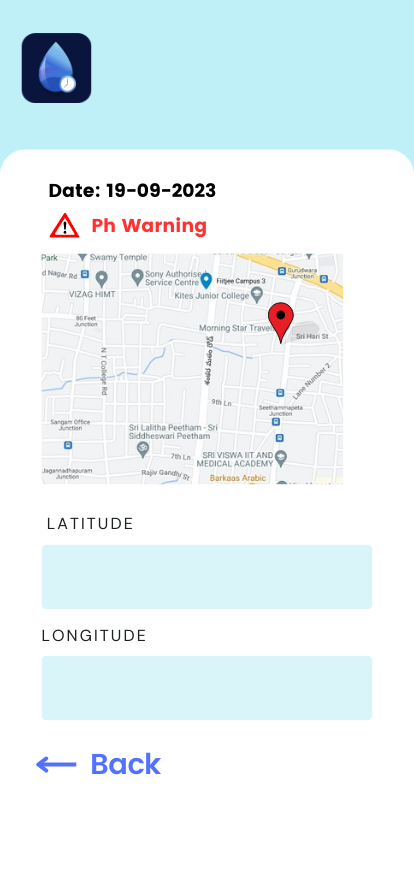 Date: 19-09-2023
Ph Warning
Park
Swamy Temple
d Nagar Rd
VIZAG HIMT
Sony Authorised
Service Centre
Fiitjee Campus 3
Kites Junior College
Gurudwara
Junction
80 Feet
Junction
Morning Star Travels
Sri Hari St
N T College Rd
Lane Number 2
9th Ln
Seethammapeta
Junction
Sangam Office
Junction
Sri Lalitha Peetham - Sri
Siddheswari Peetham
7th Ln
SRI VISWA IIT AND
MEDICAL ACADEMY
Jagannadhapuram
Junction
Rajiv Gandhi St
Barkaas Arabic
LATITUDE
LONGITUDE
Back